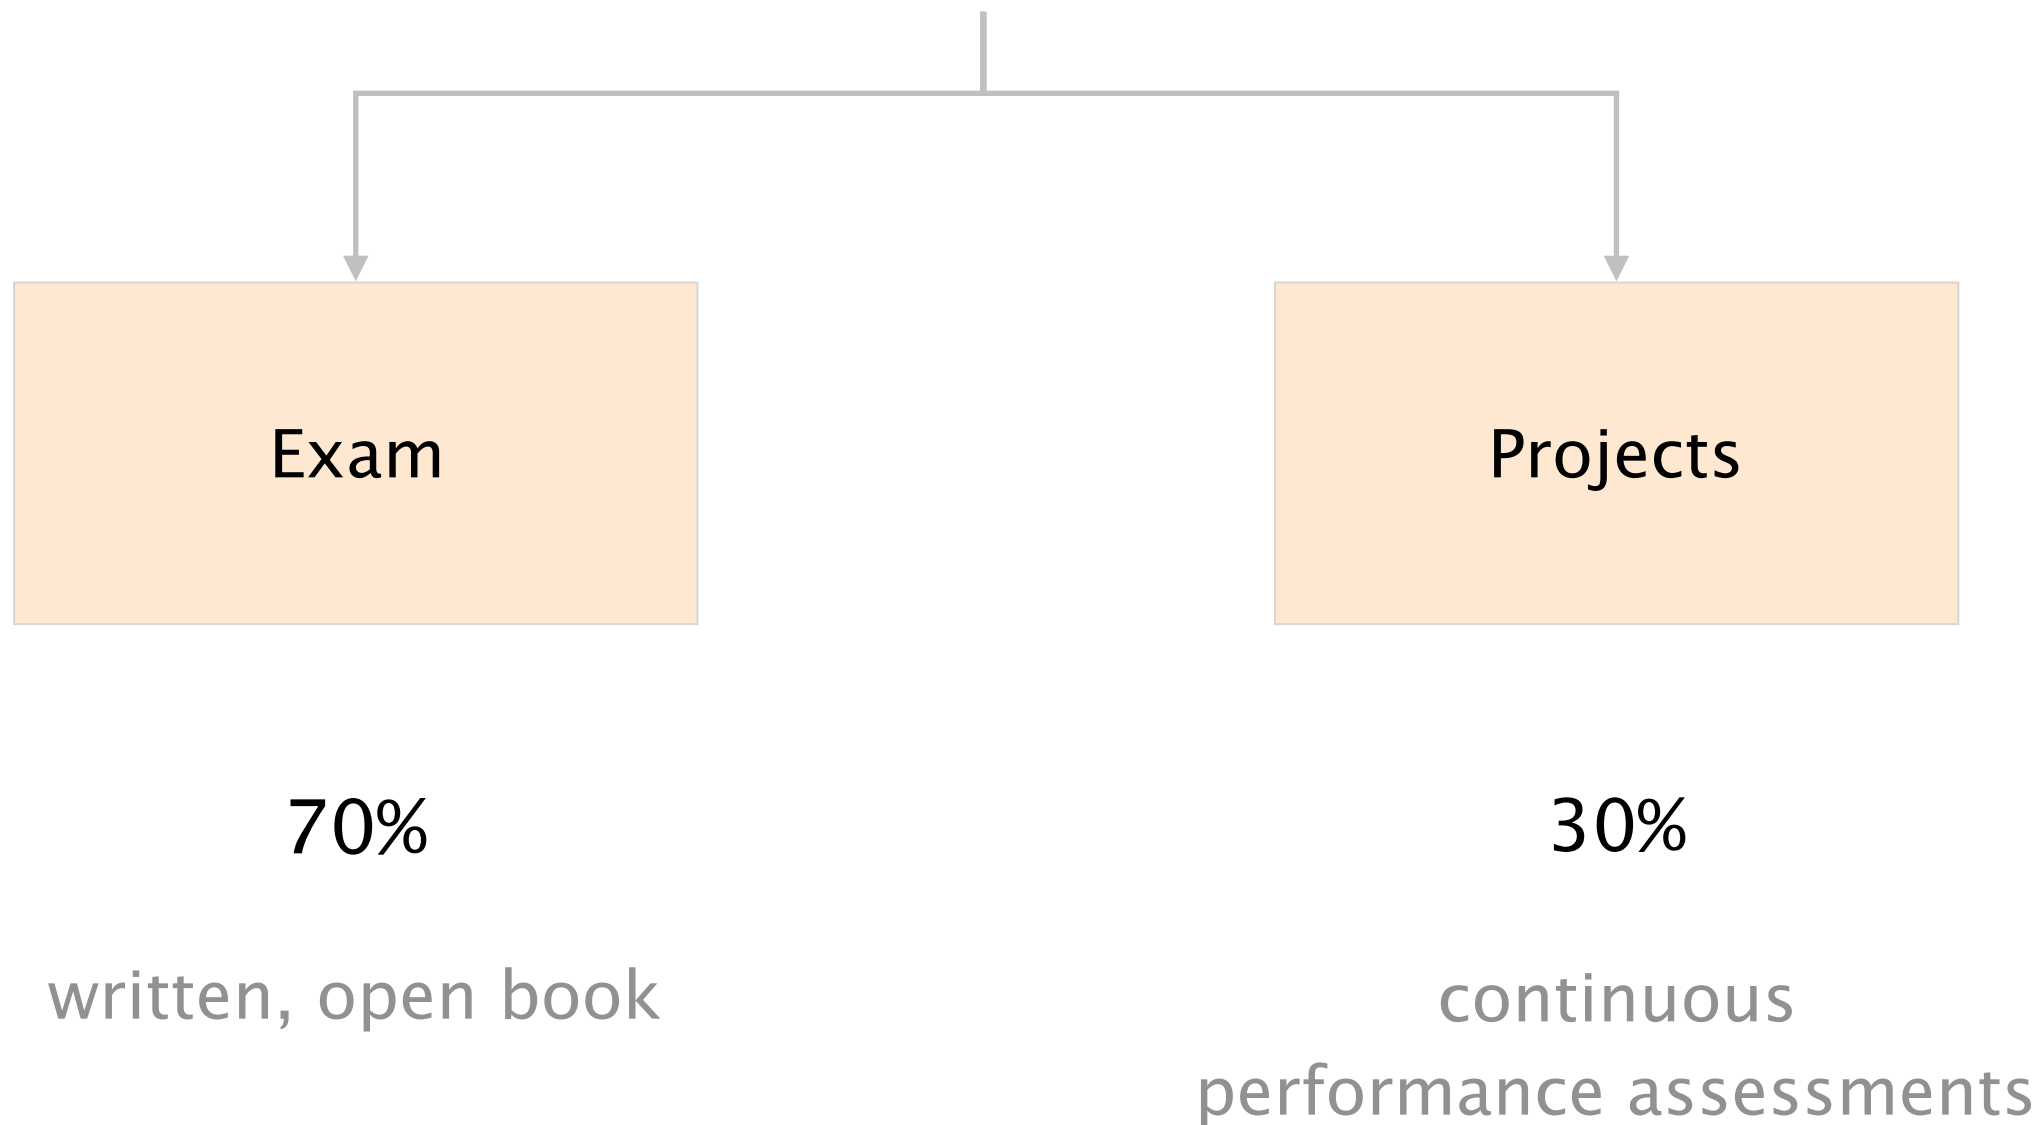 Exam
Projects
70%
30%
written, open book
continuous
performance assessments